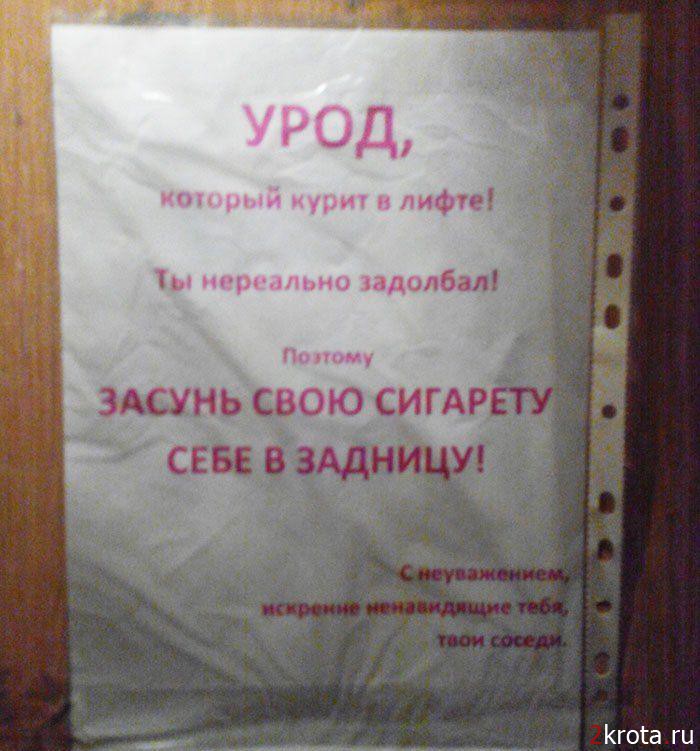 УРОД,
который курит в лифте!
Ты нереально задолбал!
Поэтому
ЗАСУНЬ СВОЮ СИГАРЕТУ
СЕБЕ В ЗАДНИЦУ!
С неуважением,
искренне ненавидящие тебя,
твои соседи.
2krota.ru